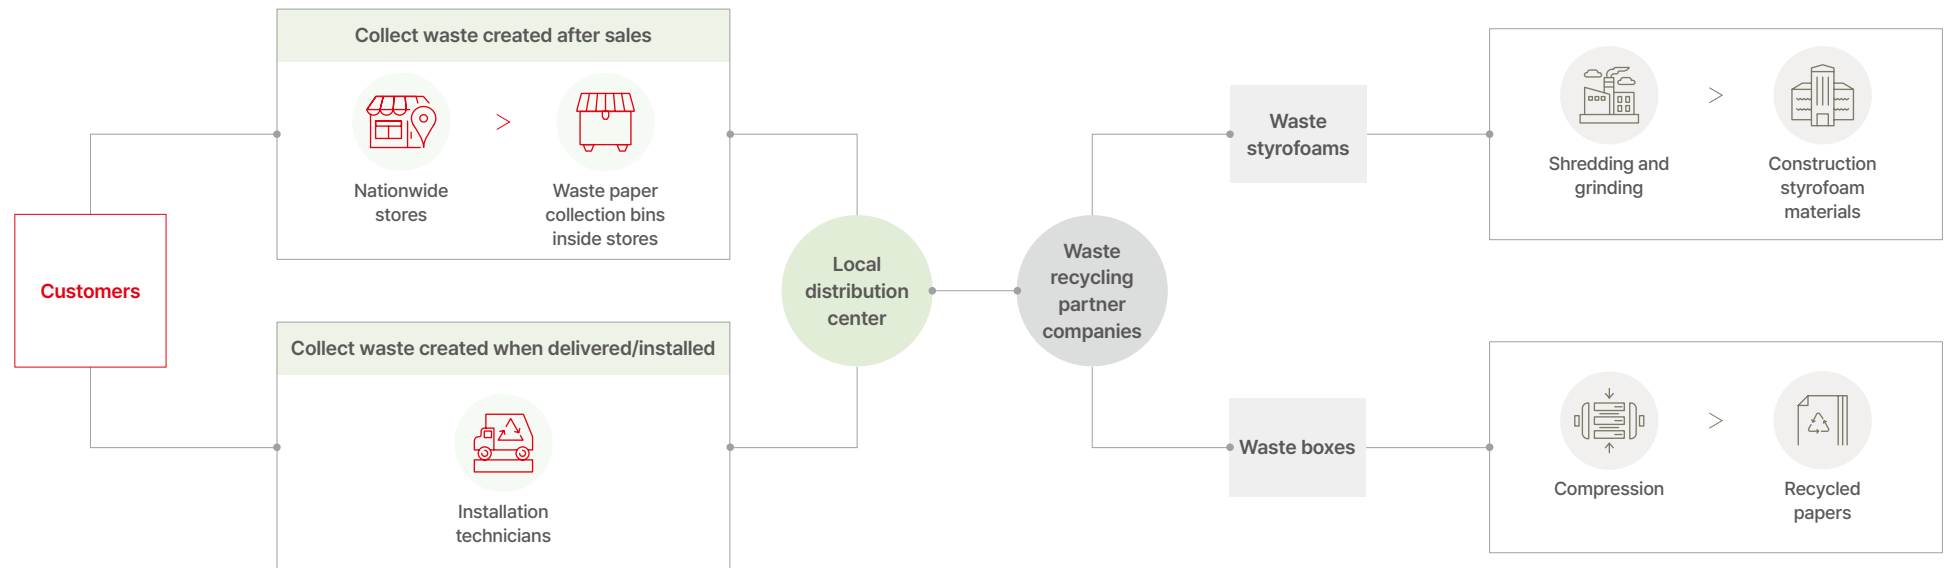 Customers
Collect waste created after sales
Nationwide
stores
>
Waste paper
collection bins
inside stores
Collect waste created when delivered/installed
Installation
technicians
Local
distribution
center
Waste
recycling
partner
companies
Waste
styrofoams
Shredding and
grinding
>
Construction
styrofoam
materials
Waste boxes
Compression
>
Recycled
papers